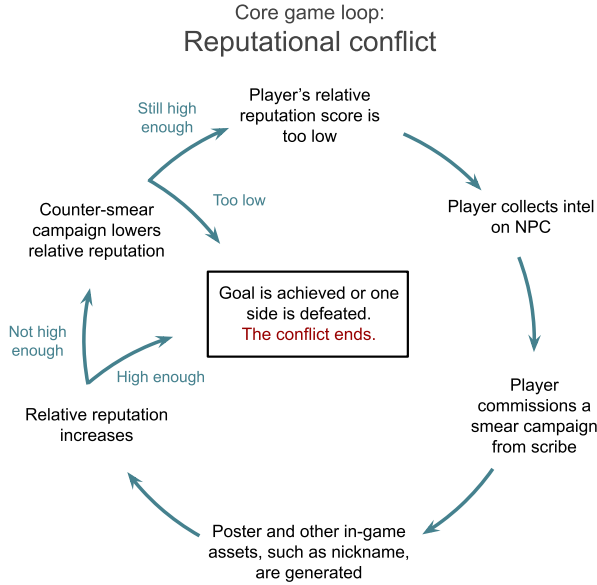 Core game loop:
Reputational conflict
Player's relative
reputation score is
too low
Still high
enough
Too low
Player collects intel
on NPC
Counter-smear
campaign lowers
relative reputation
Goal is achieved or one
side is defeated.
The conflict ends.
Not high
enough
High enough
Player
commissions a
smear campaign
from scribe
Relative reputation
increases
Poster and other in-game
assets, such as nickname,
are generated